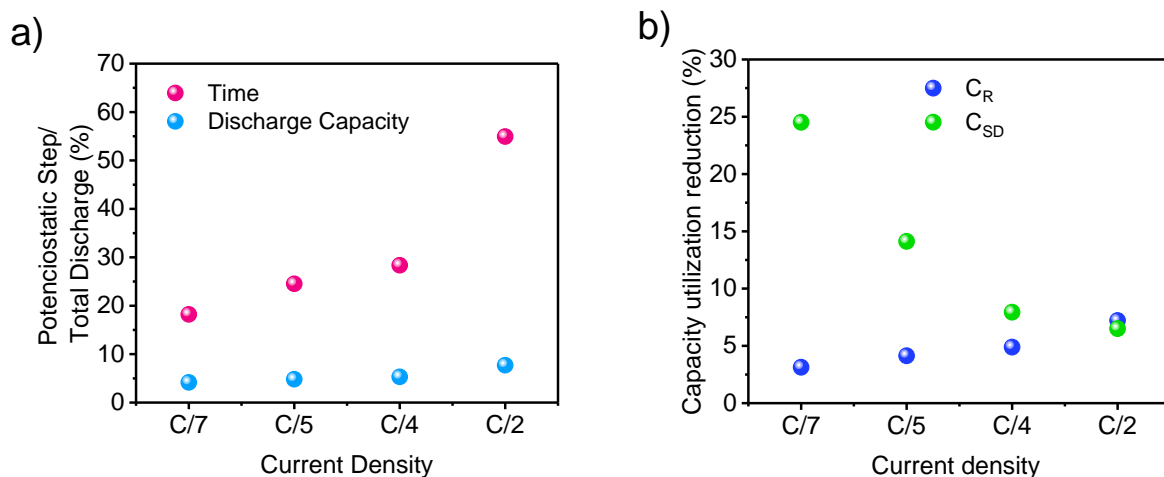 a)
Potenciostatic Step/
Total Discharge (%)
70
60
50
40
30
20
10
0
Time
Discharge Capacity
C/7 C/5 C/4 C/2
Current Density
b)
Capacity utilization reduction (%)
30
25
20
15
10
5
0
C_R
C_SD
C/7 C/5 C/4 C/2
Current density